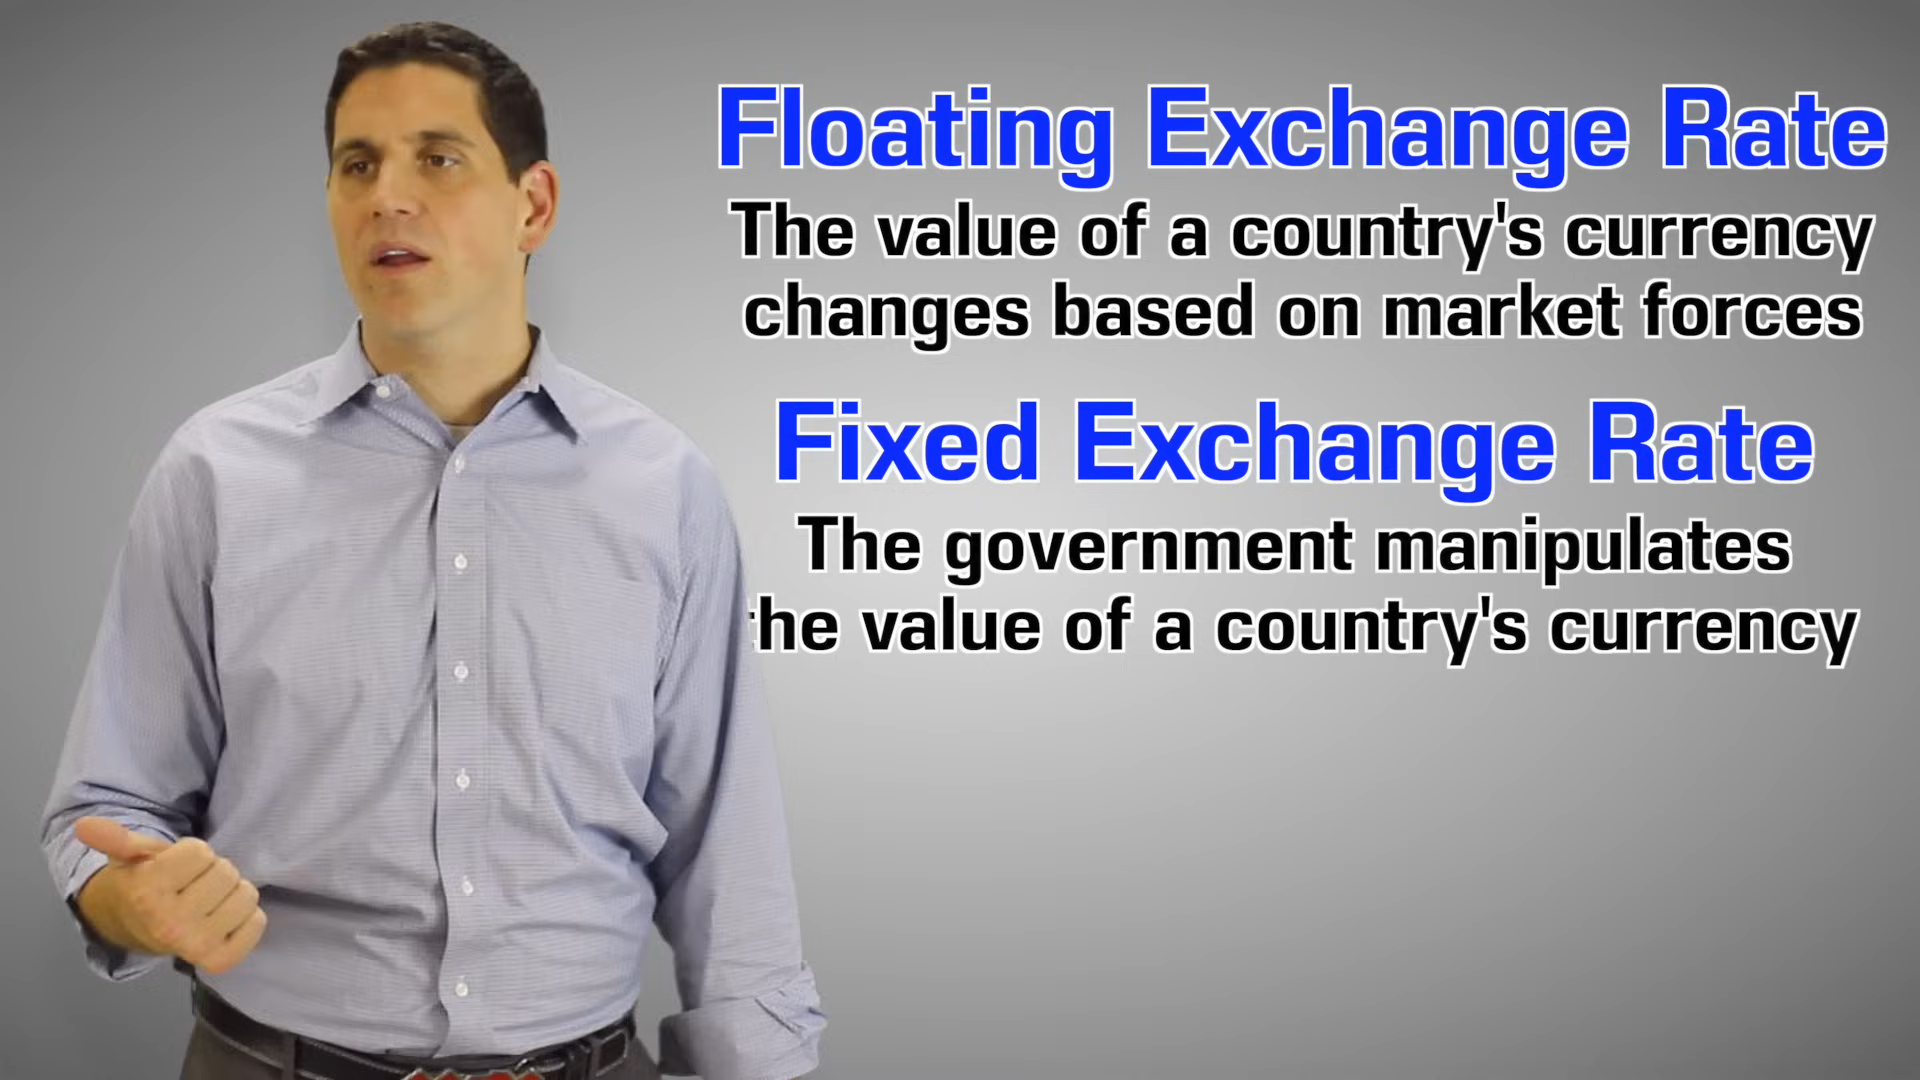 Floating Exchange Rate
The value of a country's currency
changes based on market forces
Fixed Exchange Rate
The government manipulates
the value of a country's currency